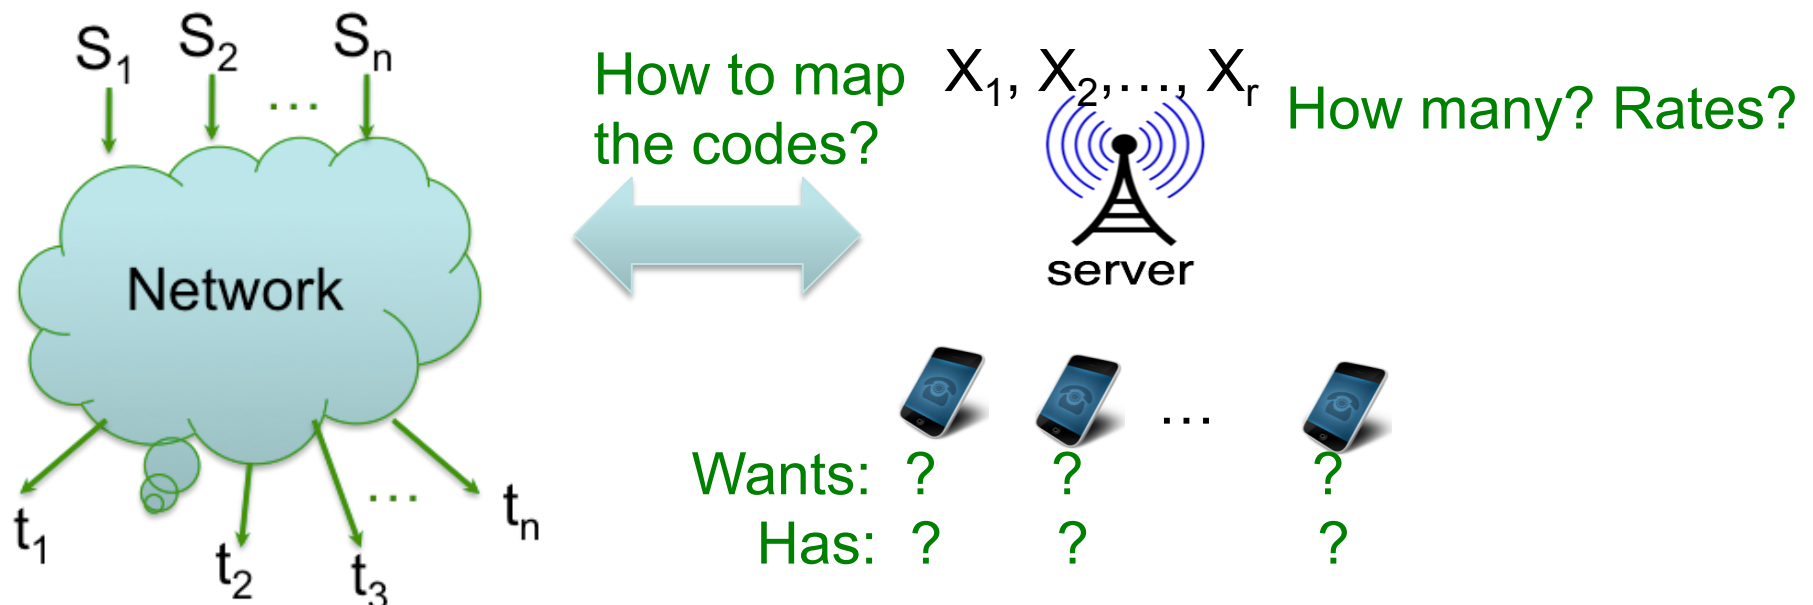 S₁ S₂ ... Sₙ
Network
t₁ t₂ t₃ ... tₙ
How to map
the codes?
X₁, X₂,..., Xᵣ
How many? Rates?
server
...
Wants: ? ? ?
Has: ? ? ?